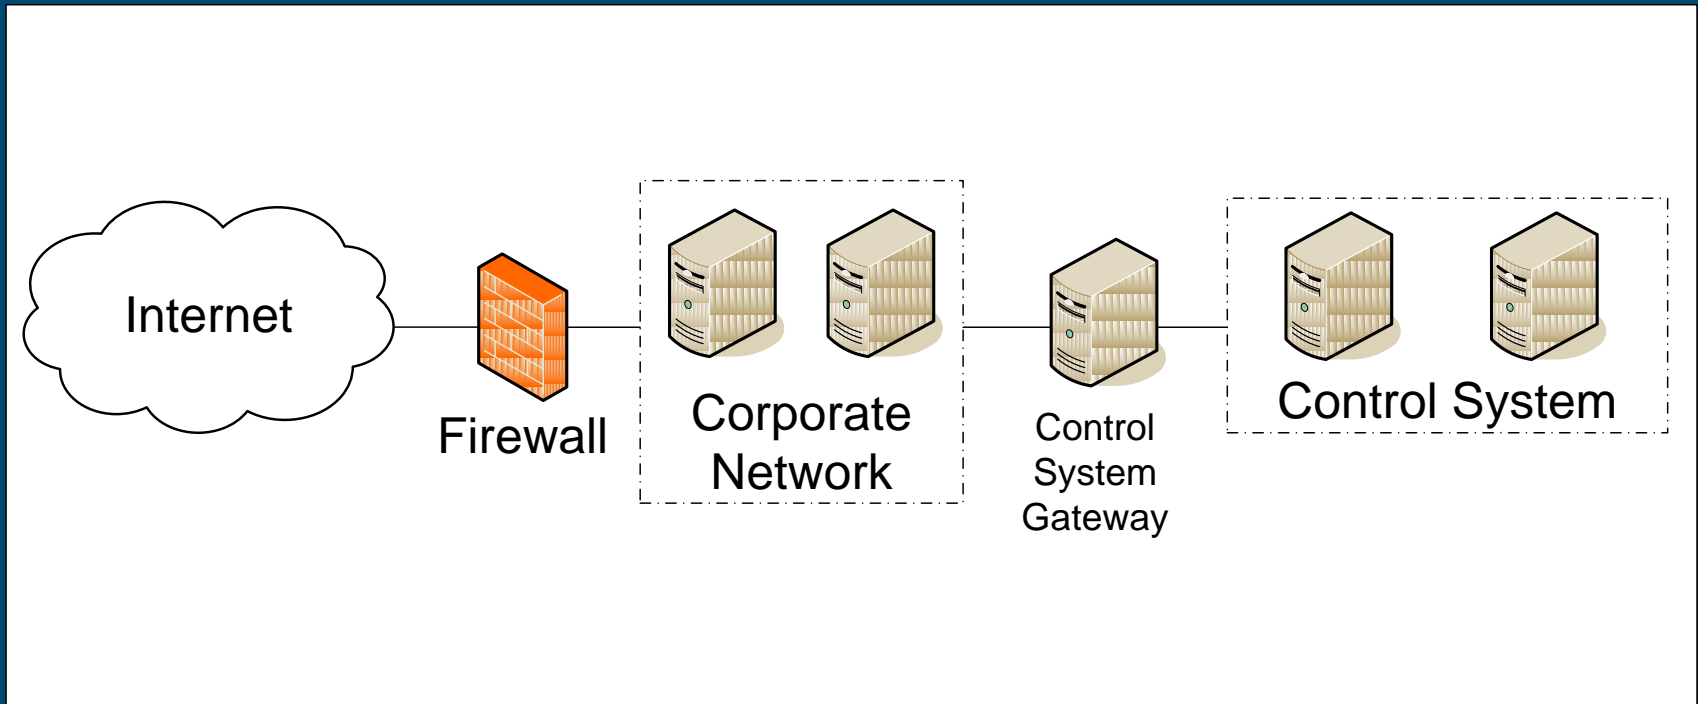 Internet
Firewall
Corporate
Network
Control
System
Gateway
Control System